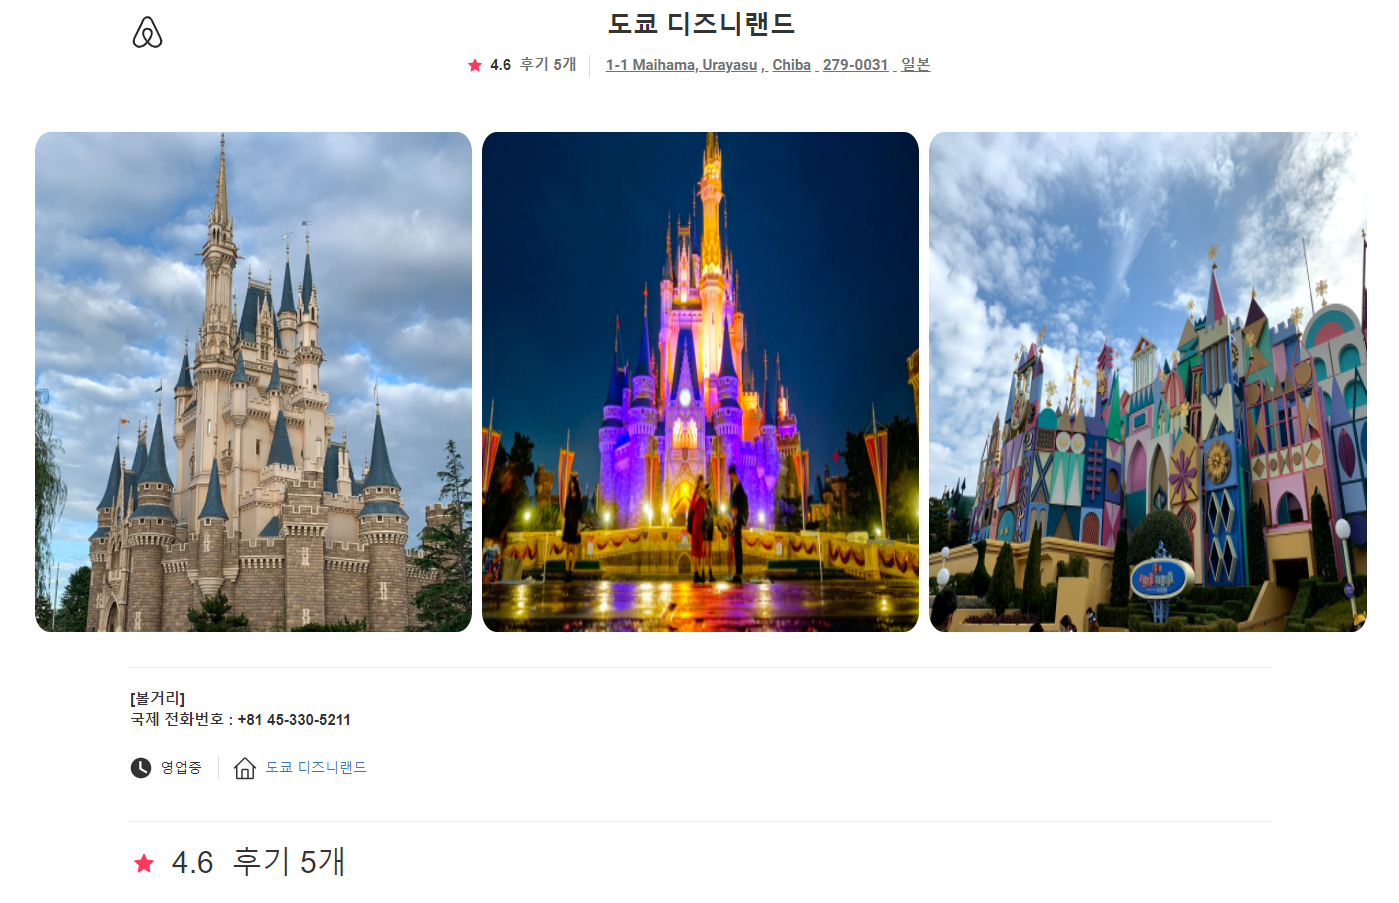 도쿄 디즈니랜드
4.6 후기 5개 1-1 Maihama, Urayasu , Chiba 279-0031 일본
[볼거리]
국제 전화번호 : +81 45-330-5211
영업중 도쿄 디즈니랜드
4.6 후기 5개